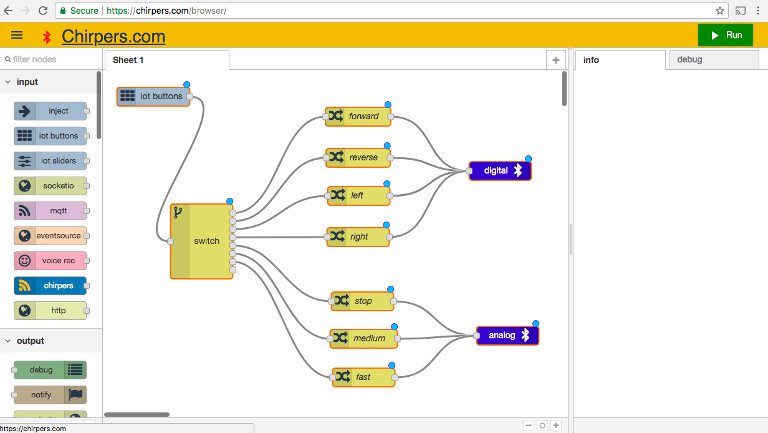 Secure
https://chirpers.com/browser/
Chirpers.com
Run
filter nodes
Sheet 1
info
debug
input
inject
iot buttons
iot sliders
socketio
mqtt
eventsource
voice rec
chirpers
http
output
debug
notify
iot buttons
switch
forward
reverse
left
right
stop
medium
fast
digital
analog
https://chirpers.com